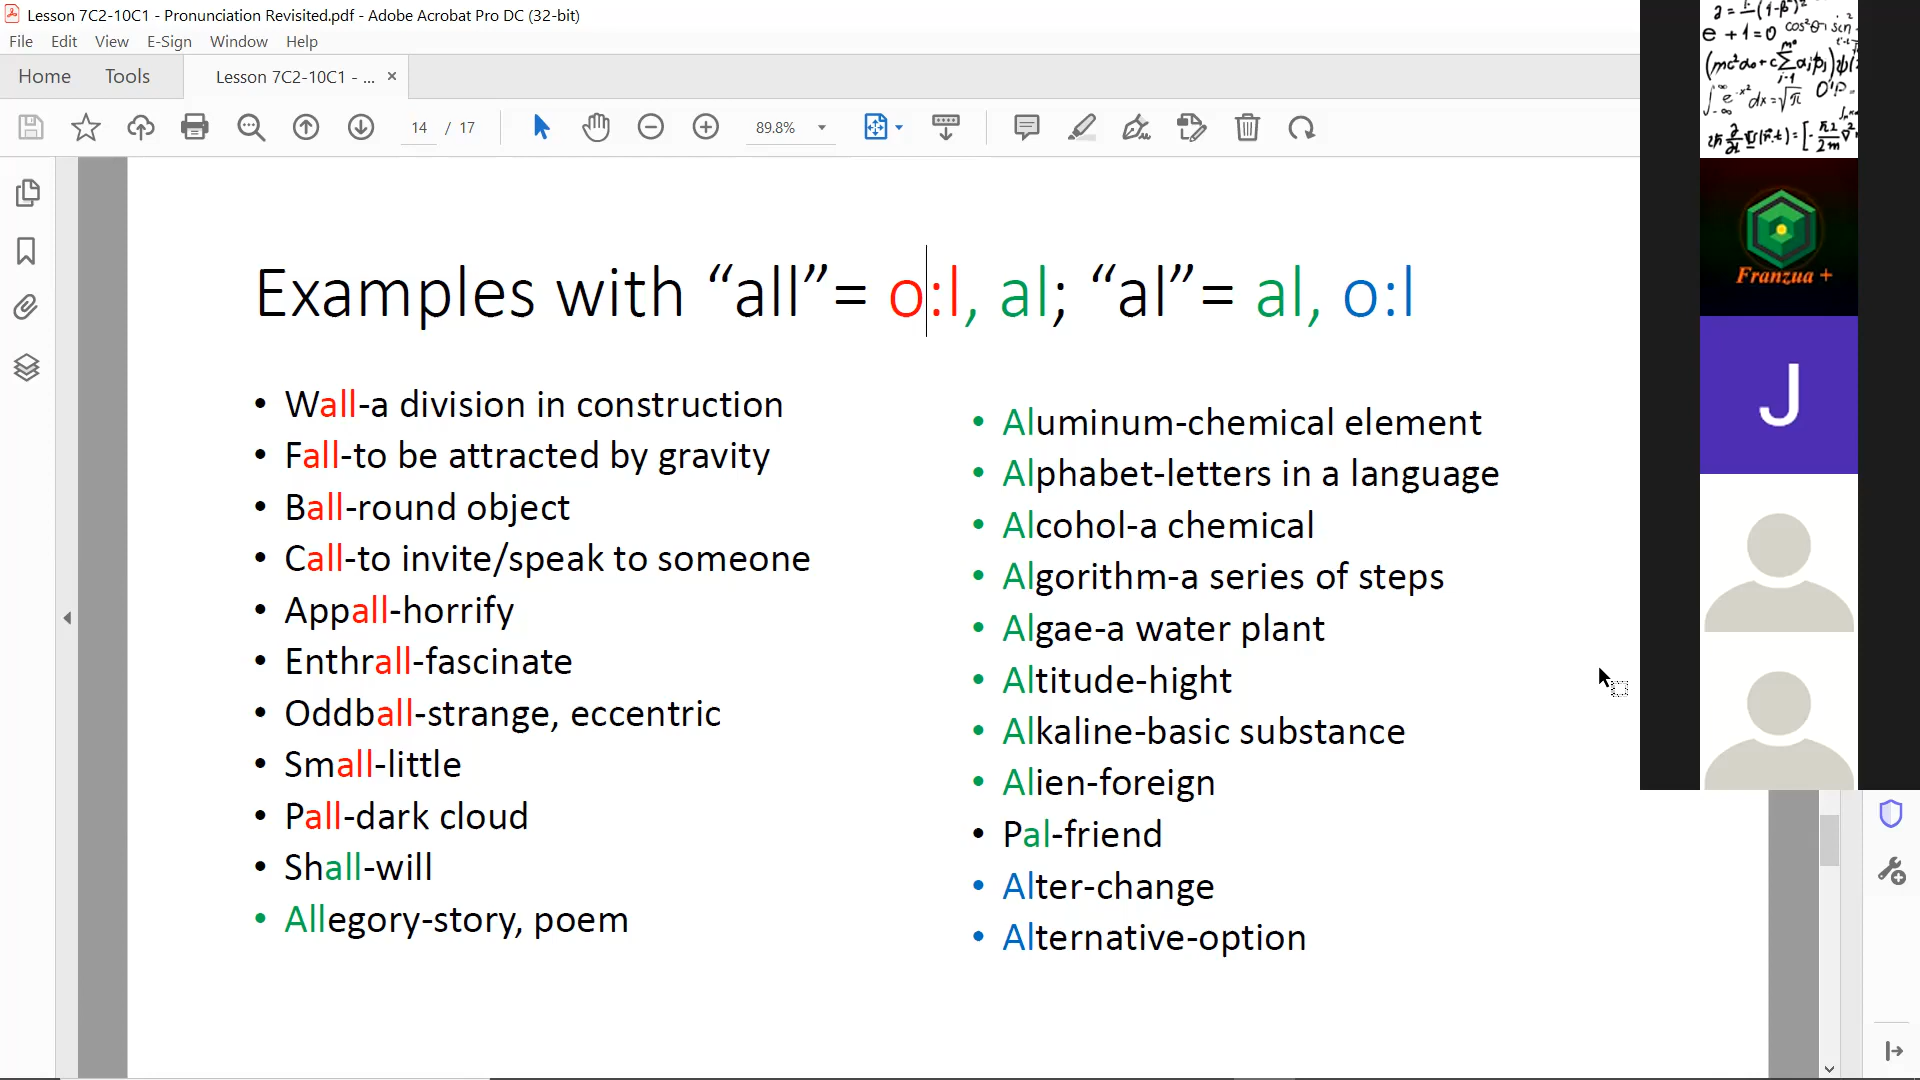 Lesson 7C2-10C1 - Pronunciation Revisited.pdf - Adobe Acrobat Pro DC (32-bit)
File Edit View E-Sign Window Help
Home Tools Lesson 7C2-10C1 - ... ×
14 / 17 89.8%
Examples with “all”= o:l, al; “al”= al, o:l
• Wall-a division in construction
• Fall-to be attracted by gravity
• Ball-round object
• Call-to invite/speak to someone
• Appall-horrify
• Enthrall-fascinate
• Oddball-strange, eccentric
• Small-little
• Pall-dark cloud
• Shall-will
• Allegory-story, poem
• Aluminum-chemical element
• Alphabet-letters in a language
• Alcohol-a chemical
• Algorithm-a series of steps
• Algae-a water plant
• Altitude-hight
• Alkaline-basic substance
• Alien-foreign
• Pal-friend
• Alter-change
• Alternative-option
Franzua +
J